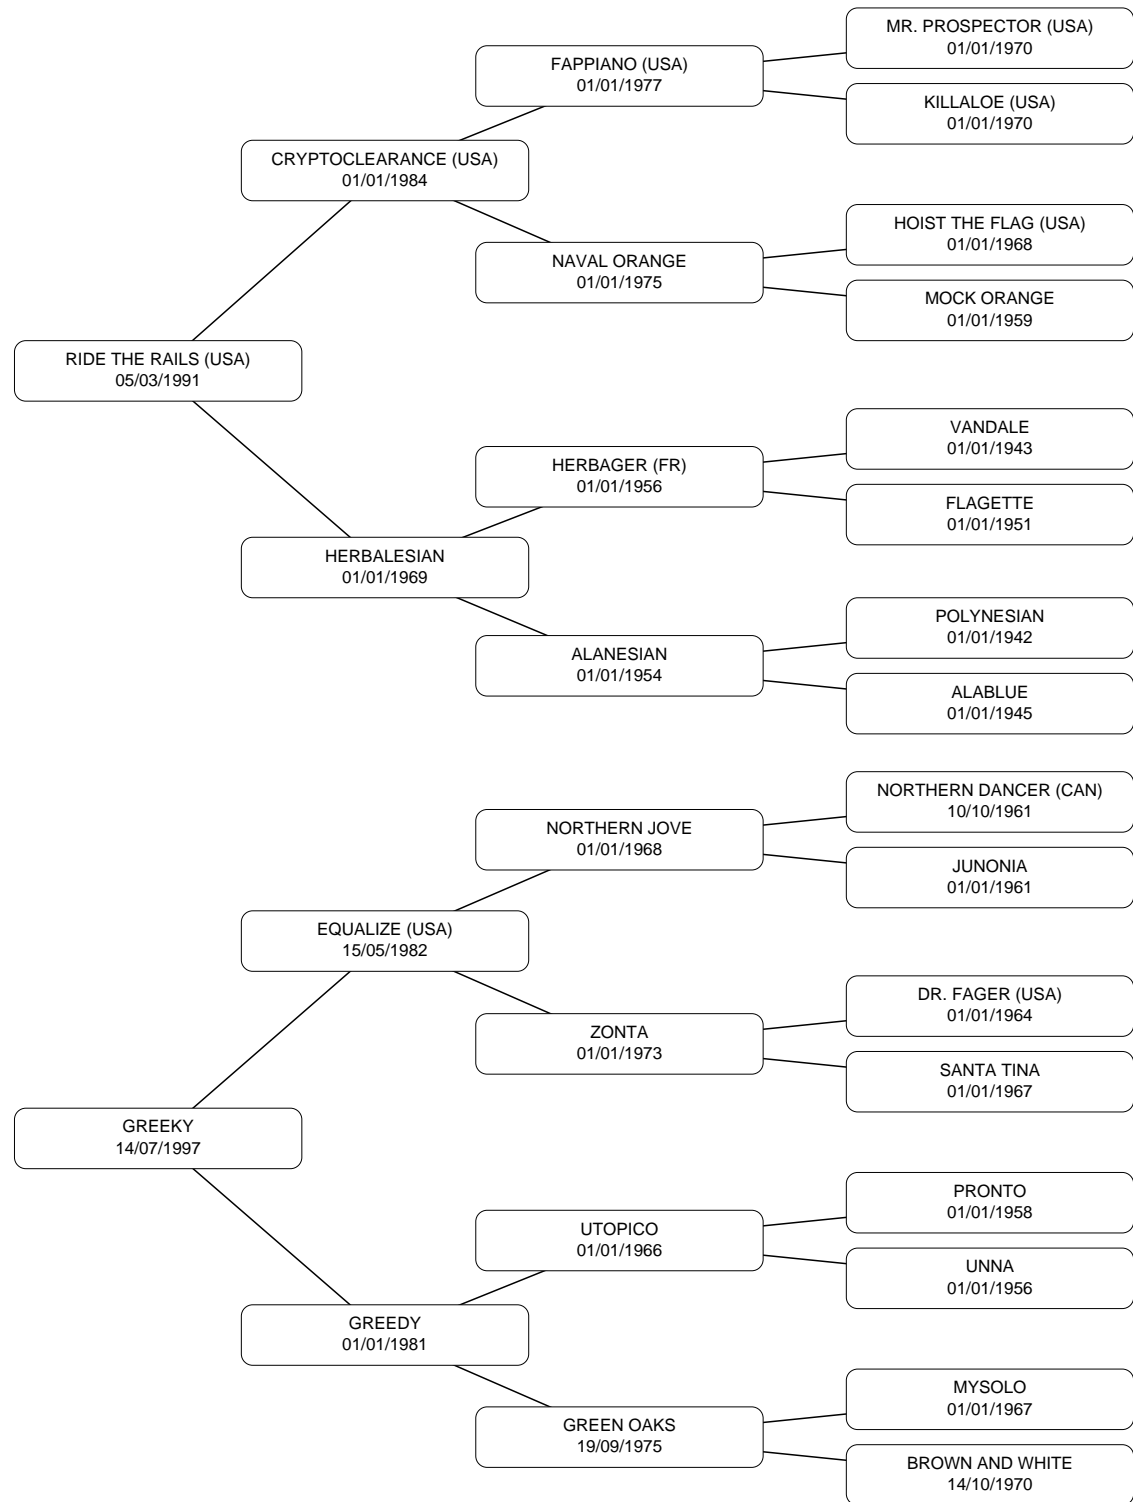 MR. PROSPECTOR (USA)
01/01/1970
FAPPIANO (USA)
01/01/1977
KILLALOE (USA)
01/01/1970
CRYPTOCLEARANCE (USA)
01/01/1984
HOIST THE FLAG (USA)
01/01/1968
NAVAL ORANGE
01/01/1975
MOCK ORANGE
01/01/1959
RIDE THE RAILS (USA)
05/03/1991
VANDALE
01/01/1943
HERBAGER (FR)
01/01/1956
FLAGETTE
01/01/1951
HERBALESIAN
01/01/1969
POLYNESIAN
01/01/1942
ALANESIAN
01/01/1954
ALABLUE
01/01/1945
NORTHERN DANCER (CAN)
10/10/1961
NORTHERN JOVE
01/01/1968
JUNONIA
01/01/1961
EQUALIZE (USA)
15/05/1982
DR. FAGER (USA)
01/01/1964
ZONTA
01/01/1973
SANTA TINA
01/01/1967
GREEKY
14/07/1997
PRONTO
01/01/1958
UTOPICO
01/01/1966
UNNA
01/01/1956
GREEDY
01/01/1981
MYSOLO
01/01/1967
GREEN OAKS
19/09/1975
BROWN AND WHITE
14/10/1970